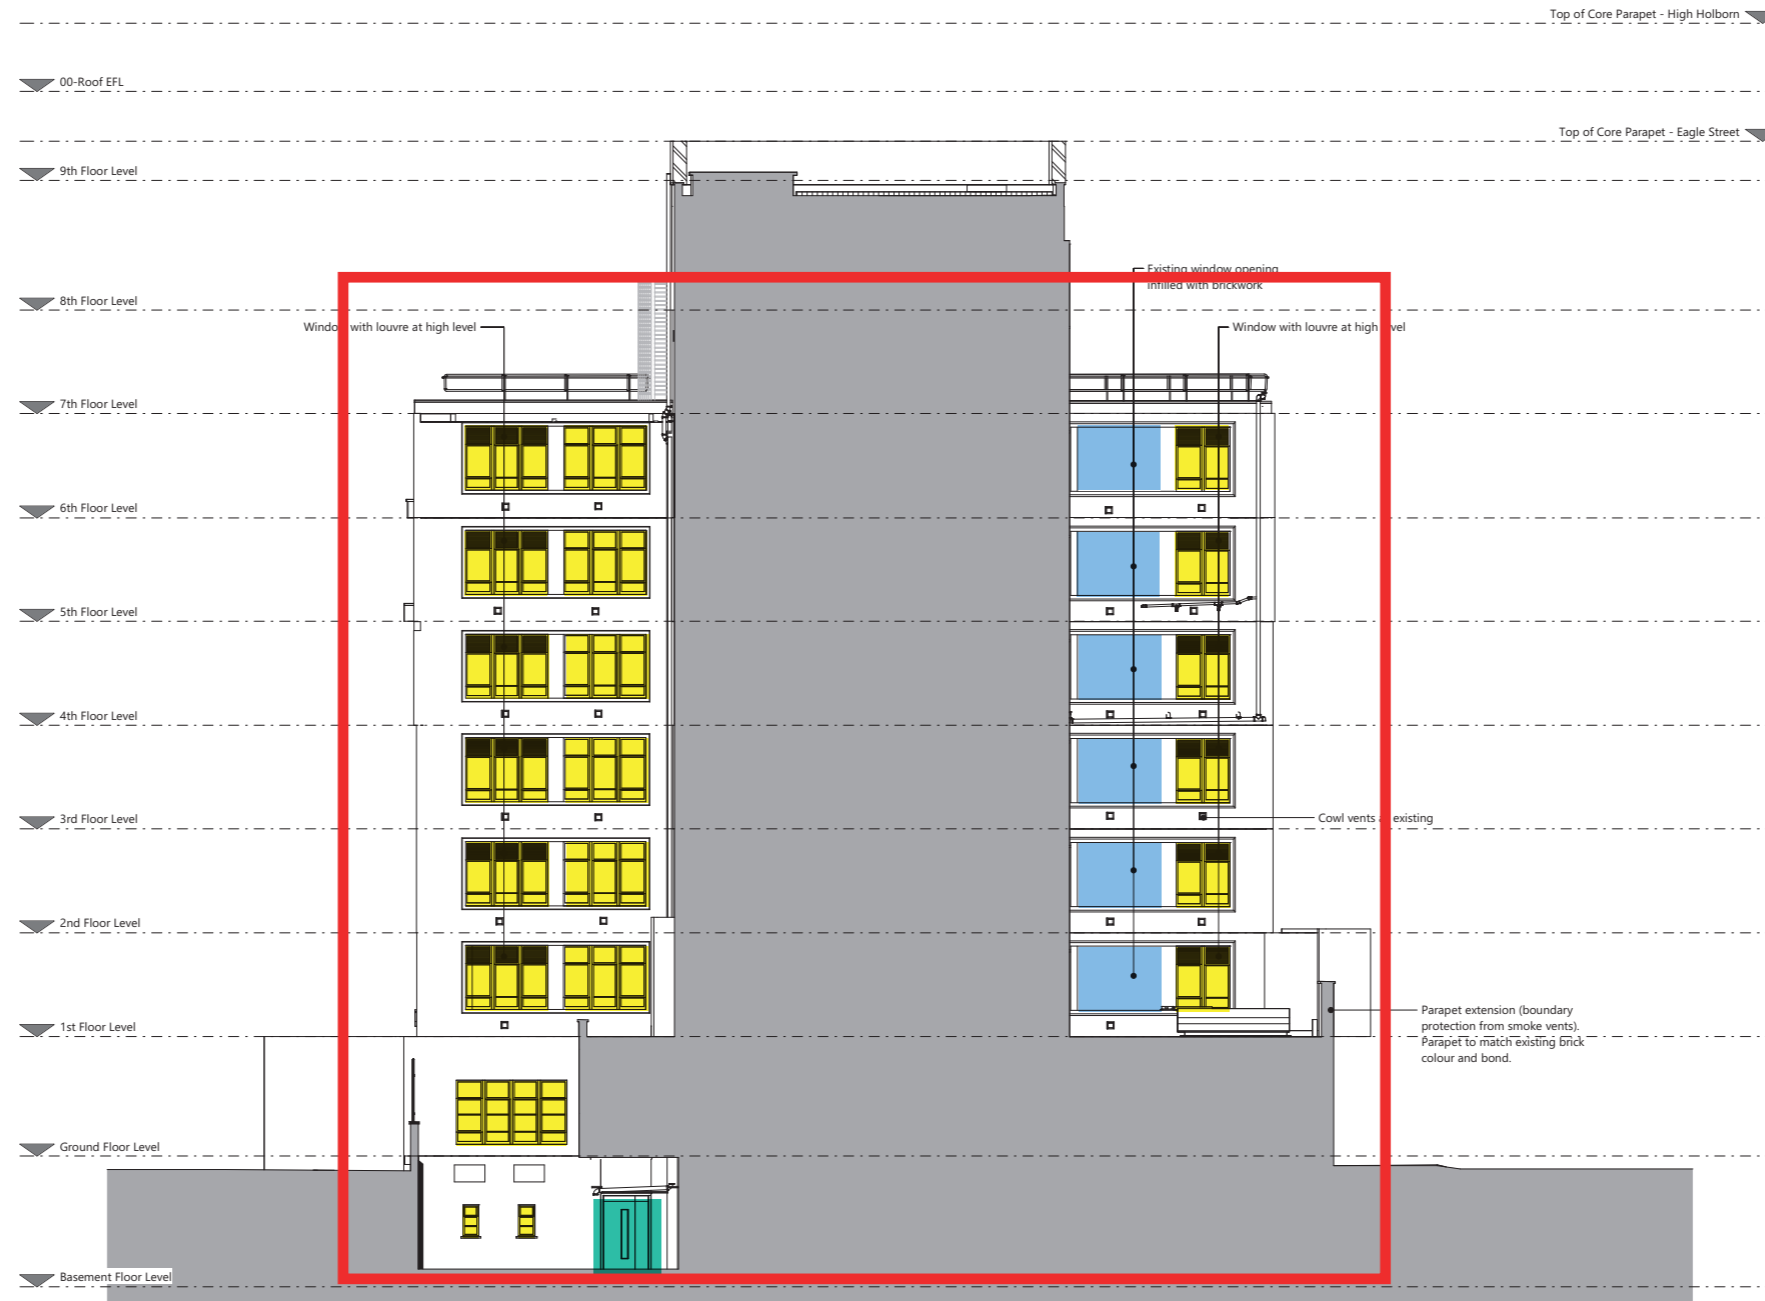 Top of Core Parapet - High Holborn
00-Roof EFL
Top of Core Parapet - Eagle Street
9th Floor Level
Existing window opening
infilled with brickwork
8th Floor Level
Window with louvre at high level
Window with louvre at high level
7th Floor Level
6th Floor Level
5th Floor Level
4th Floor Level
3rd Floor Level
Cowl vents as existing
2nd Floor Level
1st Floor Level
Parapet extension (boundary
protection from smoke vents).
Parapet to match existing brick
colour and bond.
Ground Floor Level
Basement Floor Level